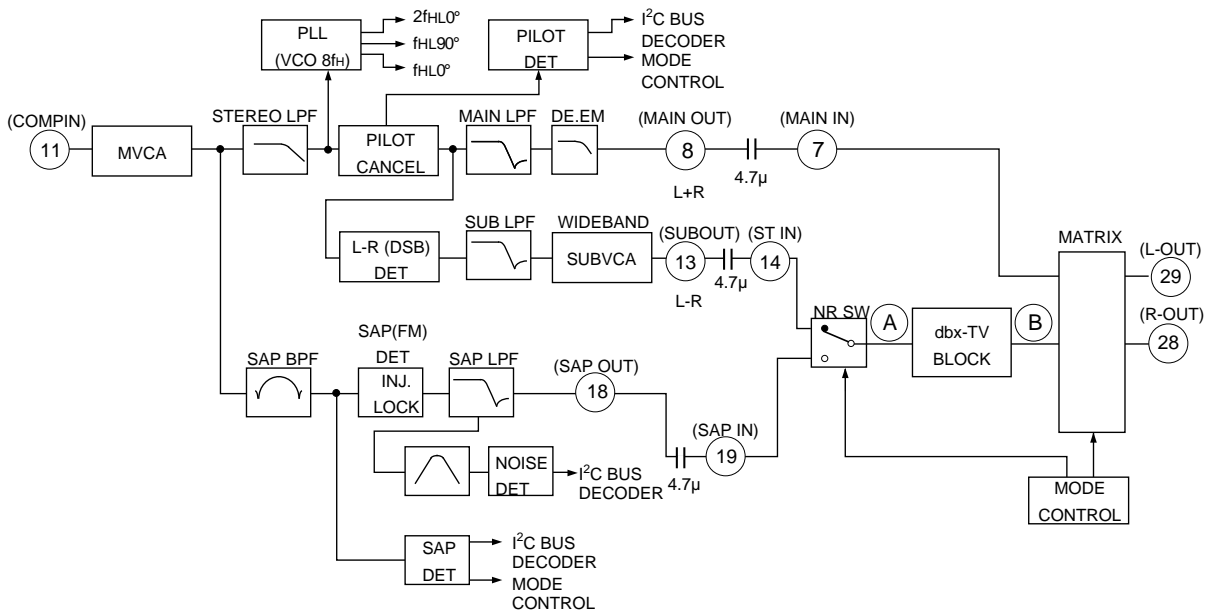 2fHL0°
fHL90°
fHL0°
PLL
(VCO 8fH)
PILOT
DET
I²C BUS
DECODER
MODE
CONTROL
(COMPIN)
11
MVCA
STEREO LPF
PILOT
CANCEL
MAIN LPF
DE.EM
(MAIN OUT)
8
L+R
4.7µ
(MAIN IN)
7
L-R (DSB)
DET
SUB LPF
WIDEBAND
SUBVCA
(SUBOUT)
13
L-R
4.7µ
(ST IN)
14
MATRIX
(L-OUT)
29
(R-OUT)
28
NR SW
A
dbx-TV
BLOCK
B
SAP BPF
SAP(FM)
DET
INJ.
LOCK
SAP LPF
(SAP OUT)
18
4.7µ
(SAP IN)
19
NOISE
DET
I²C BUS
DECODER
MODE
CONTROL
SAP
DET
I²C BUS
DECODER
MODE
CONTROL